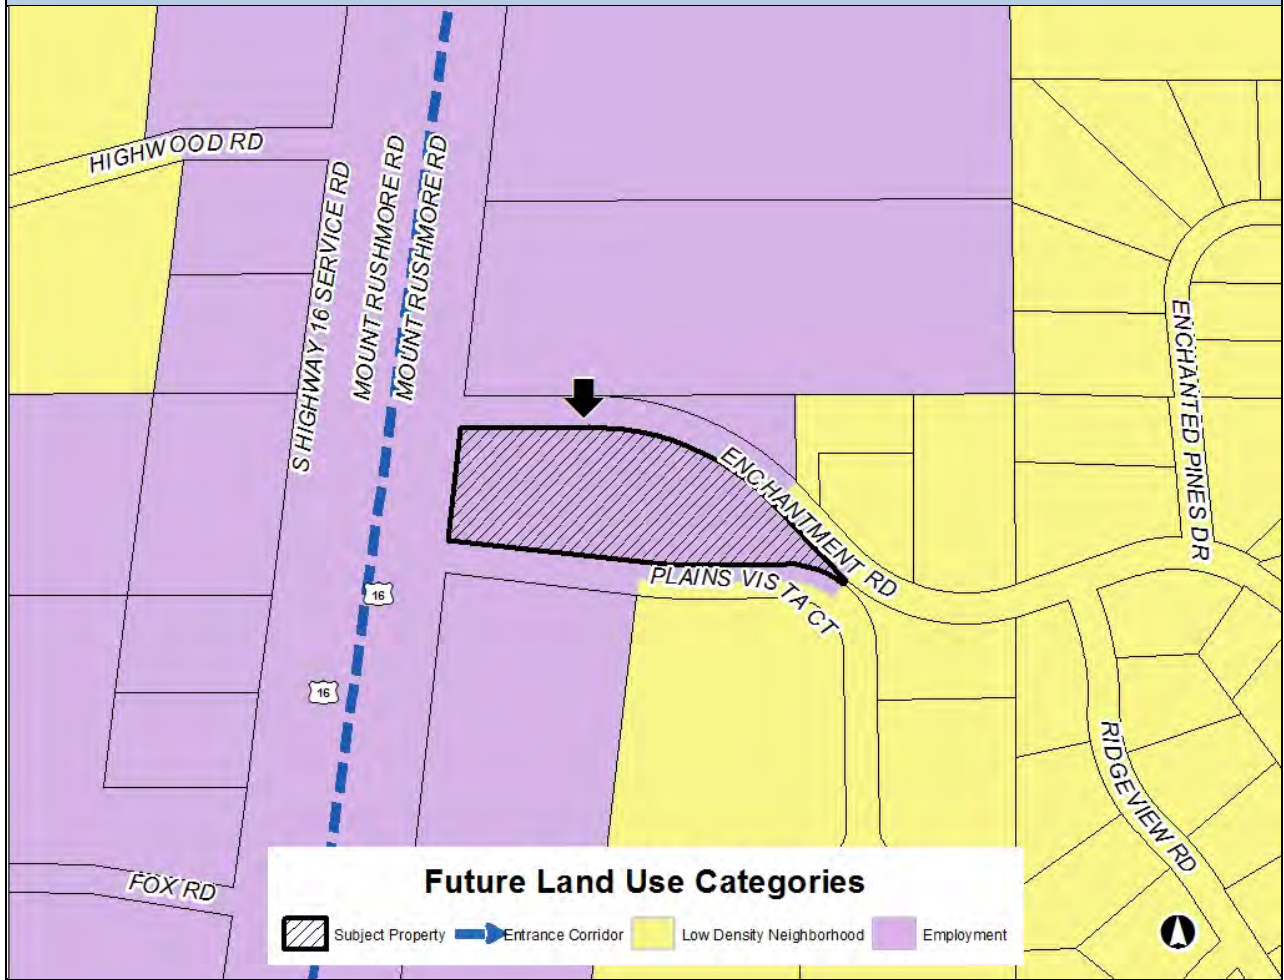 HIGHWOOD RD
S HIGHWAY 16 SERVICE RD
MOUNT RUSHMORE RD
MOUNT RUSHMORE RD
ENCHANTED PINES DR
ENCHANTMENT RD
PLAINS VISTA CT
16
16
RIDGEVIEW RD
FOX RD
Future Land Use Categories
Subject Property Entrance Corridor Low Density Neighborhood Employment